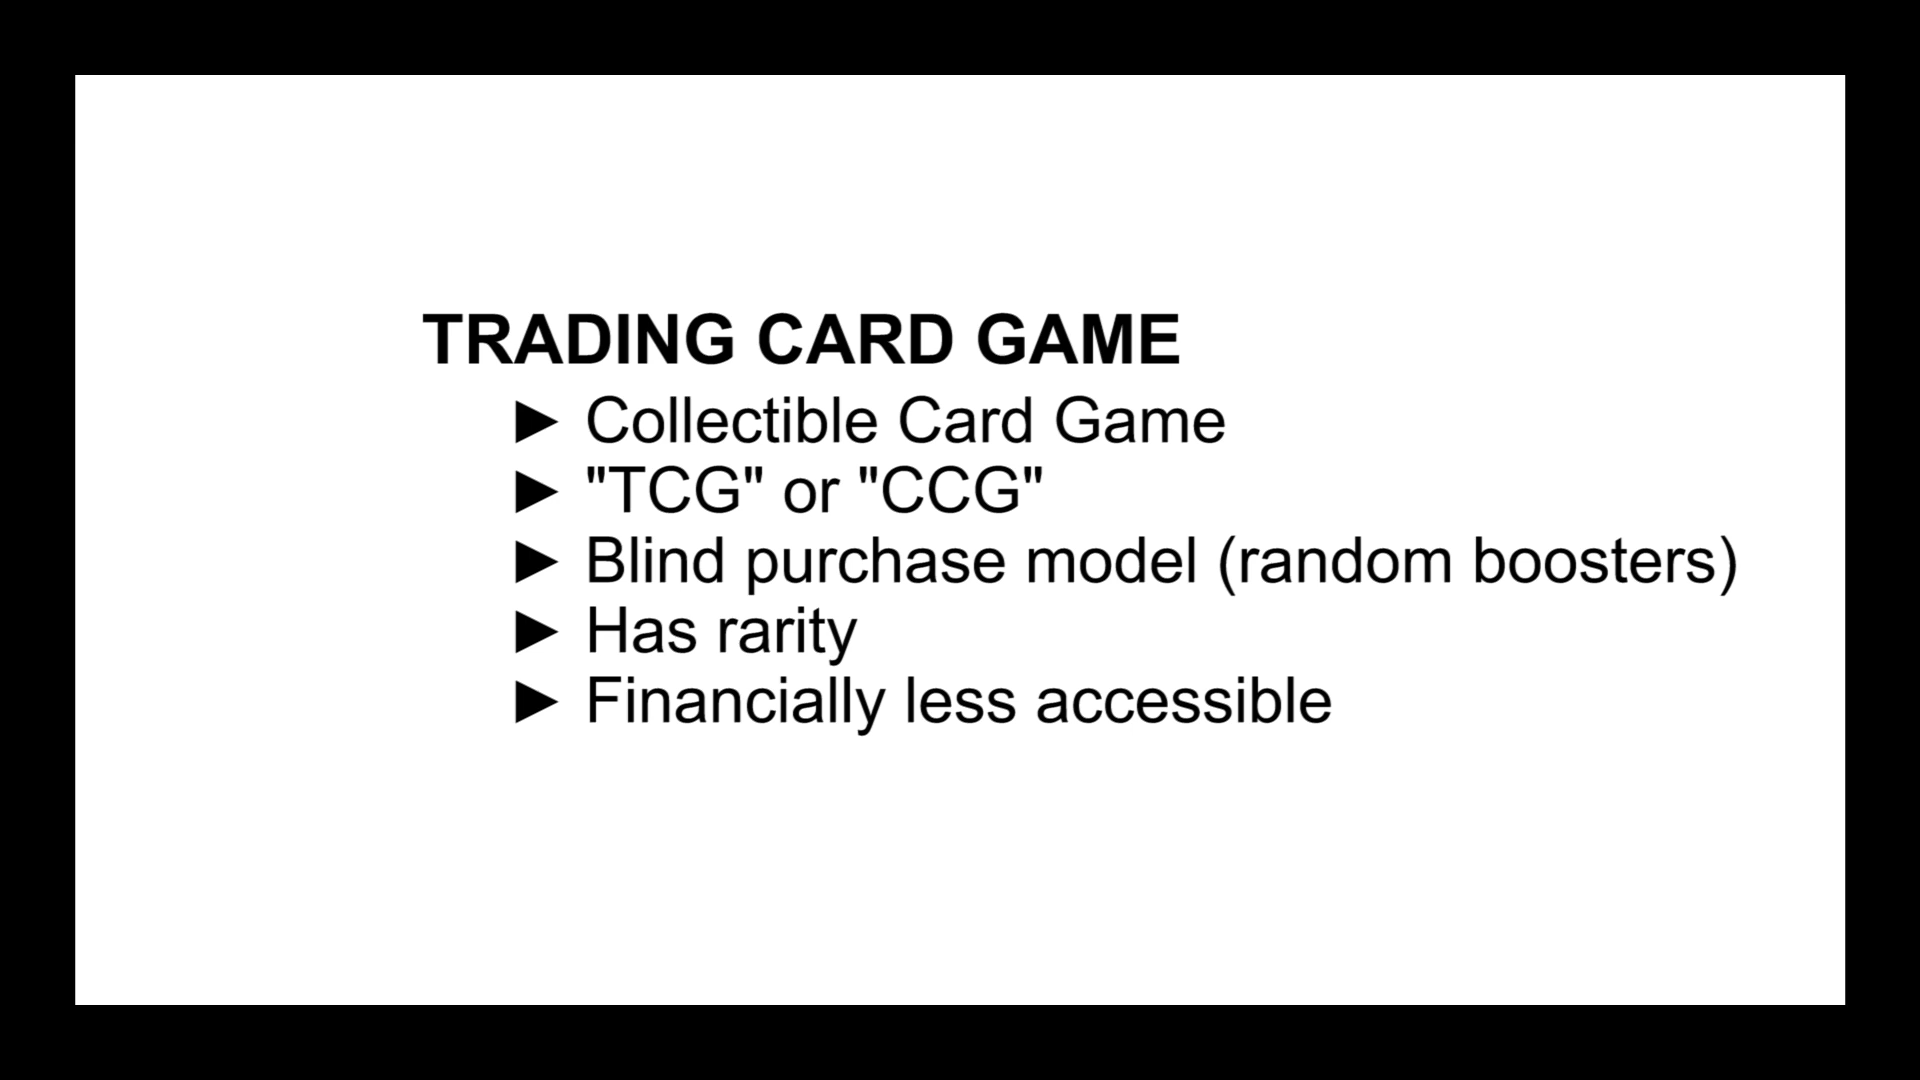 TRADING CARD GAME
► Collectible Card Game
► "TCG" or "CCG"
► Blind purchase model (random boosters)
► Has rarity
► Financially less accessible